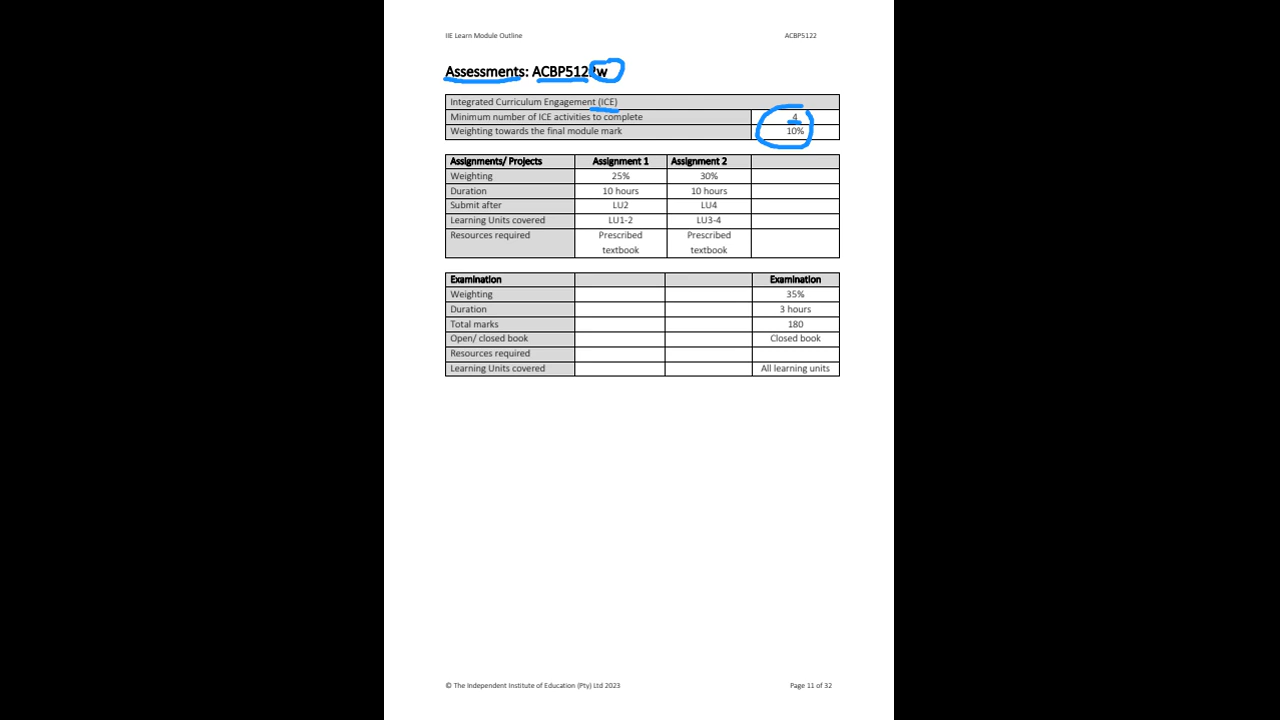 IIE Learn Module Outline ACBP5122
Assessments: ACBP5122w
Integrated Curriculum Engagement (ICE)
Minimum number of ICE activities to complete 4
Weighting towards the final module mark 10%
Assignments/ Projects Assignment 1 Assignment 2
Weighting 25% 30%
Duration 10 hours 10 hours
Submit after LU2 LU4
Learning Units covered LU1-2 LU3-4
Resources required Prescribed Prescribed
textbook textbook
Examination Examination
Weighting 35%
Duration 3 hours
Total marks 180
Open/ closed book Closed book
Resources required
Learning Units covered All learning units
© The Independent Institute of Education (Pty) Ltd 2023 Page 11 of 32